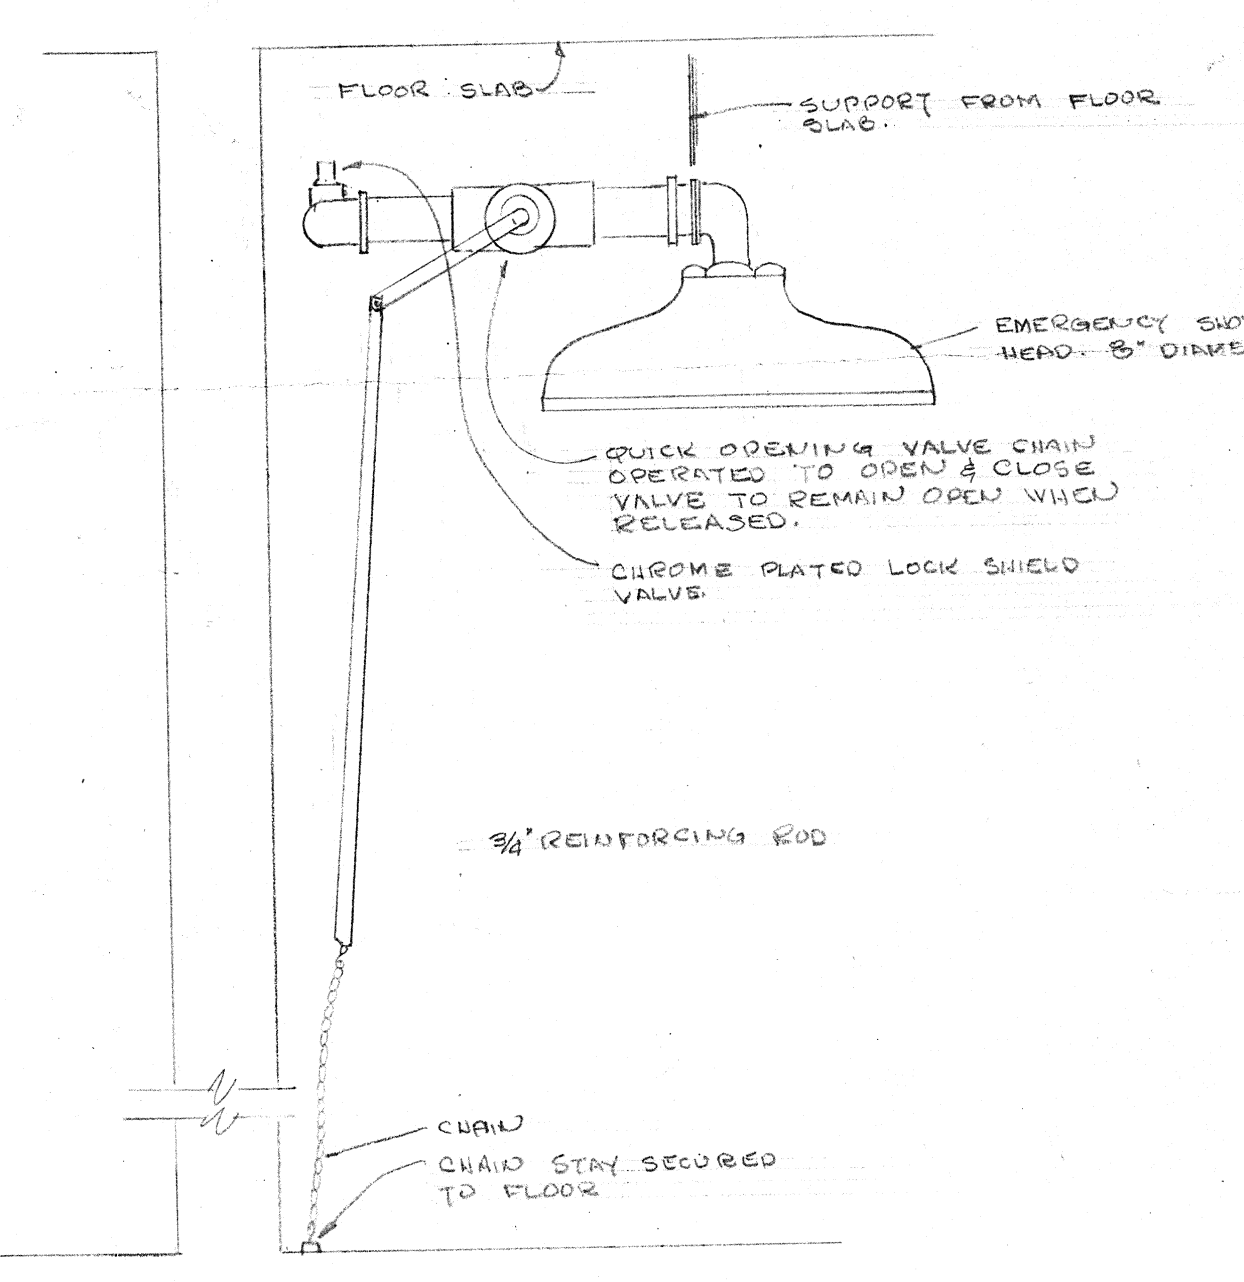 FLOOR SLAB
SUPPORT FROM FLOOR
SLAB.
EMERGENCY
HEAD. 8"
QUICK OPENING VALVE CHAIN
OPERATED TO OPEN & CLOSE
VALVE TO REMAIN OPEN WHEN
RELEASED.
CHROME PLATED LOCK SHIELD
VALVE.
3/4" REINFORCING ROD
CHAIN
CHAIN STAY SECURED
TO FLOOR